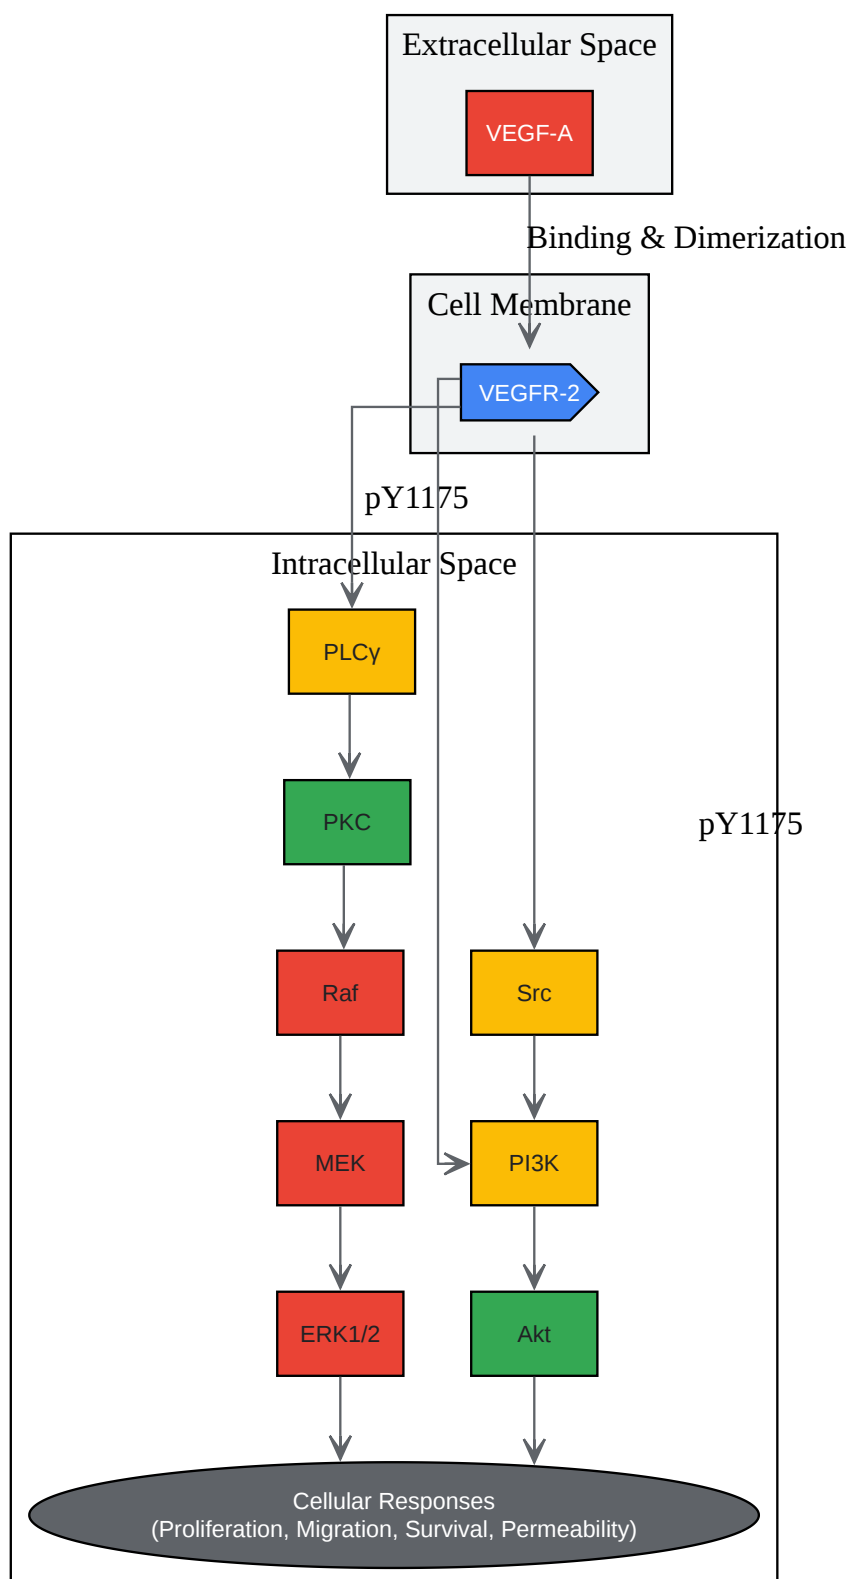 Extracellular Space
VEGF-A
Binding & Dimerization
Cell Membrane
VEGFR-2
pY1175
Intracellular Space
PLCγ
PKC
pY1175
Raf
Src
MEK
PI3K
ERK1/2
Akt
Cellular Responses
(Proliferation, Migration, Survival, Permeability)